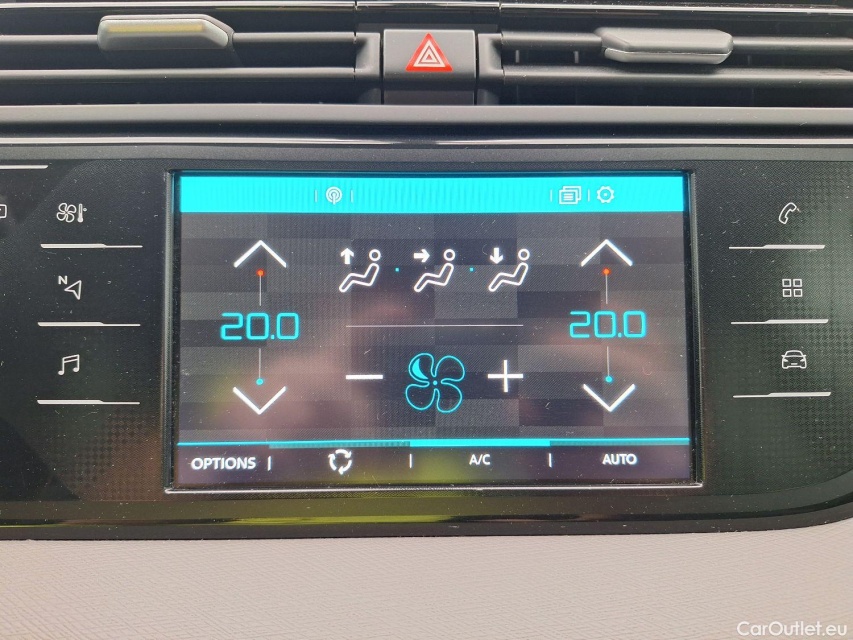 N
20.0 20.0
OPTIONS A/C AUTO
CarOutlet.eu